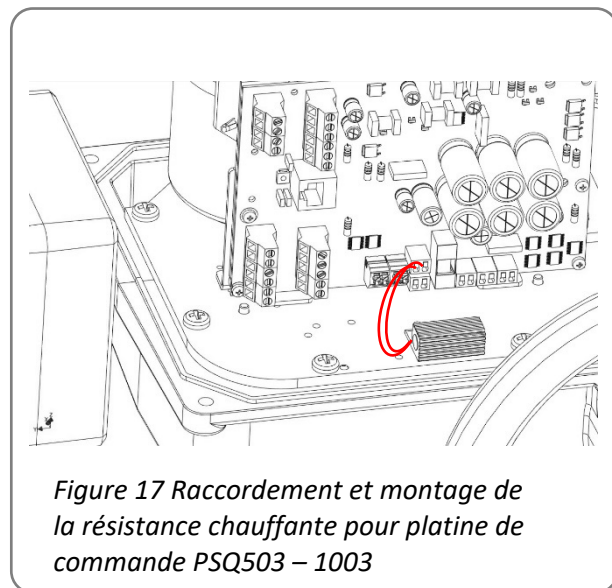 Figure 17 Raccordement et montage de
la résistance chauffante pour platine de
commande PSQ503 – 1003